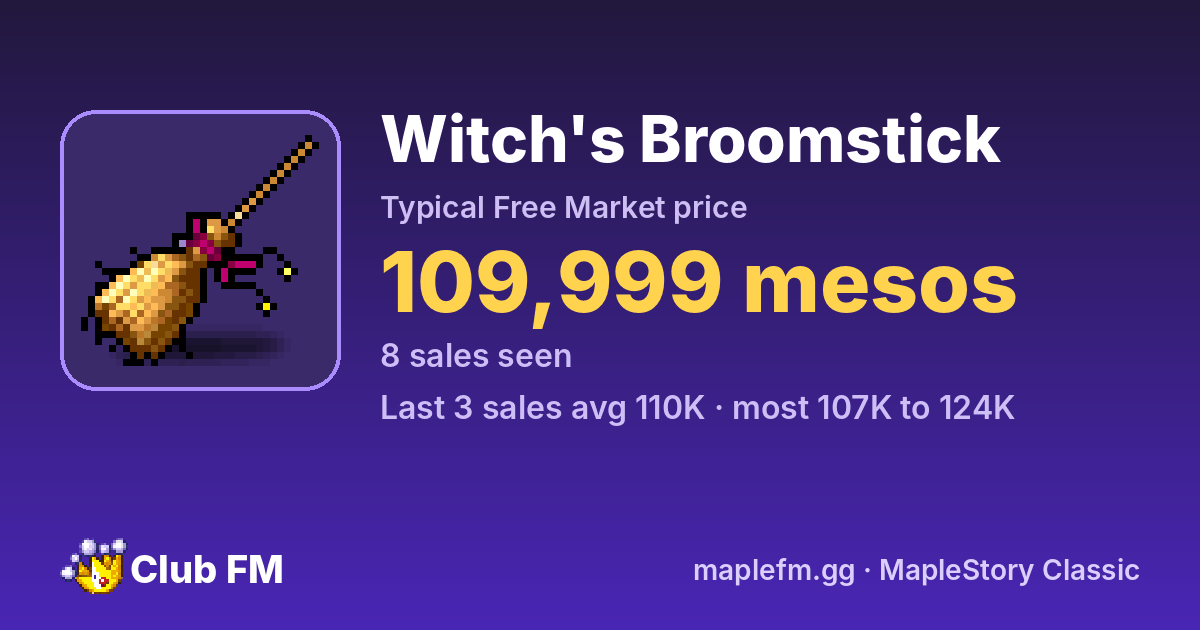 Witch's Broomstick
Typical Free Market price
109,999 mesos
8 sales seen
Last 3 sales avg 110K · most 107K to 124K
Club FM
maplefm.gg · MapleStory Classic